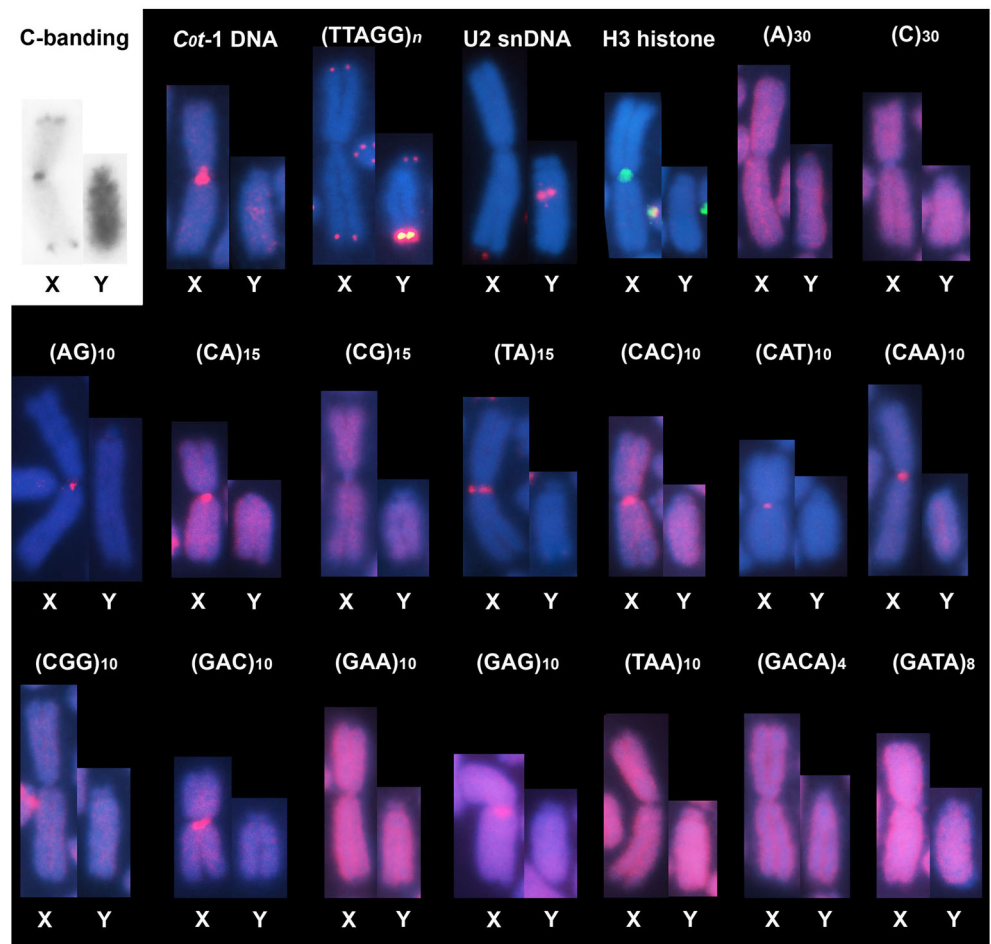 C-banding C0t-1 DNA (TTAGG)n U2 snDNA H3 histone (A)30 (C)30
X Y X Y X Y X Y X Y X Y X Y
(AG)10 (CA)15 (CG)15 (TA)15 (CAC)10 (CAT)10 (CAA)10
X Y X Y X Y X Y X Y X Y X Y
(CGG)10 (GAC)10 (GAA)10 (GAG)10 (TAA)10 (GACA)4 (GATA)8
X Y X Y X Y X Y X Y X Y X Y